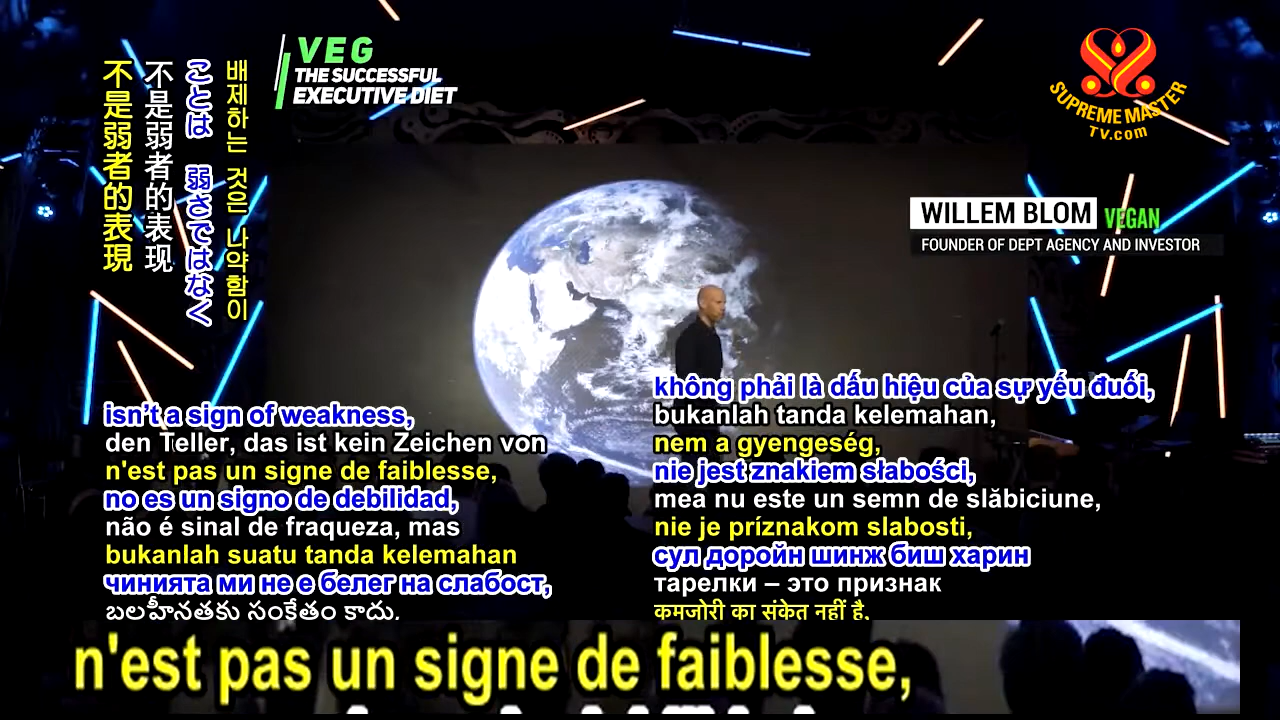 VEG
THE SUCCESSFUL
EXECUTIVE DIET
SUPREME MASTER
TV.com
WILLEM BLOM VEGAN
FOUNDER OF DEPT AGENCY AND INVESTOR
배제하는 것은 나약함이
ことは 弱さではなく
不是弱者的表现
不是弱者的表現
isn't a sign of weakness,
den Teller, das ist kein Zeichen von
n'est pas un signe de faiblesse,
no es un signo de debilidad,
não é sinal de fraqueza, mas
bukanlah suatu tanda kelemahan
чинията ми не е белег на слабост,
బలహీనతకు సంకేతం కాదు.
không phải là dấu hiệu của sự yếu đuối,
bukanlah tanda kelemahan,
nem a gyengeség,
nie jest znakiem słabości,
mea nu este un semn de slăbiciune,
nie je príznakom slabosti,
сул доройн шинж биш харин
тарелки – это признак
कमजोरी का संकेत नहीं है,
n'est pas un signe de faiblesse,